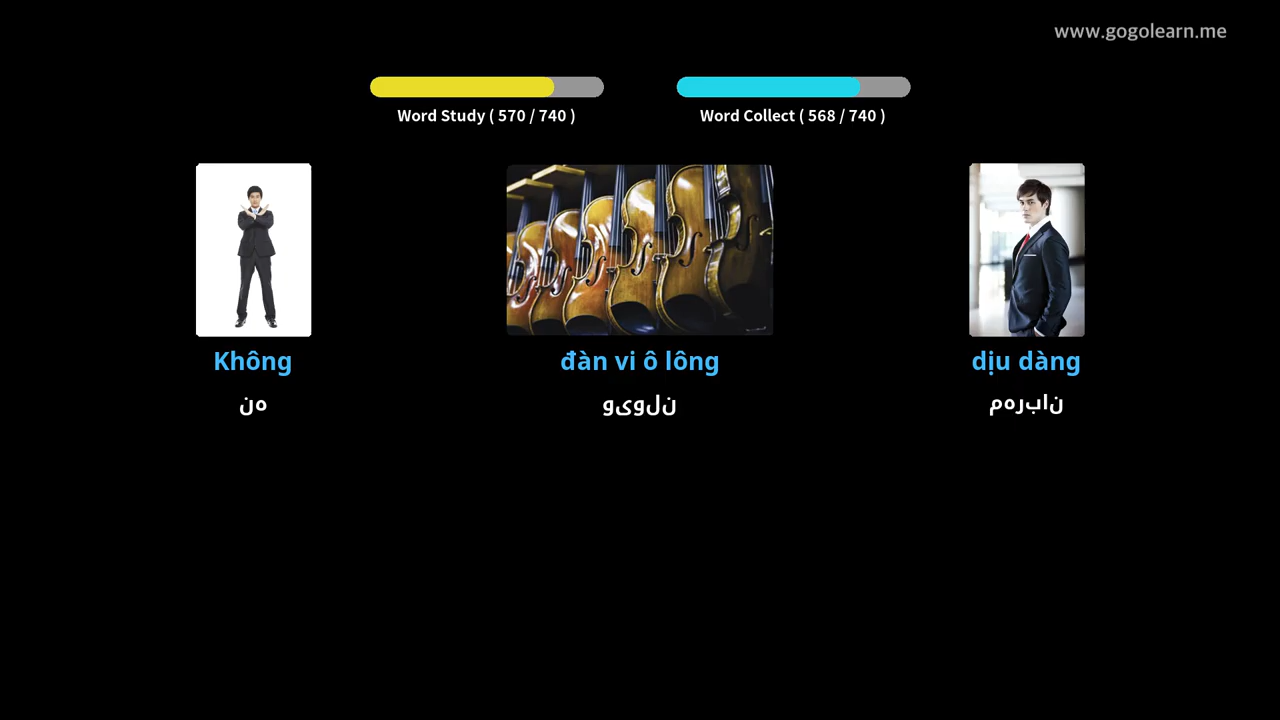 www.gogolearn.me
Word Study ( 570 / 740 )
Word Collect ( 568 / 740 )
Không
đàn vi ô lông
dịu dàng
نه
ویولن
مهربان